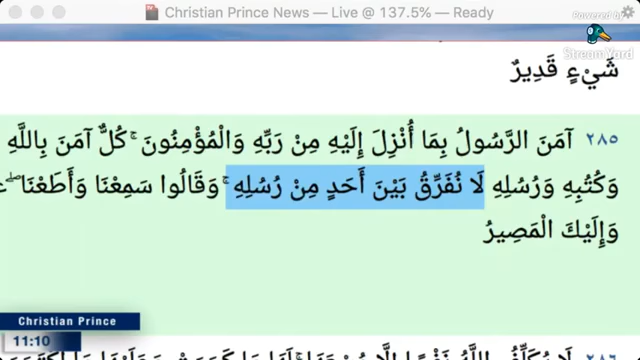 Christian Prince News — Live @ 137.5% — Ready
Powered by
StreamYard
شَيْءٍ قَدِيرٌ
٢٨٥ آمَنَ الرَّسُولُ بِمَا أُنْزِلَ إِلَيْهِ مِنْ رَبِّهِ وَالْمُؤْمِنُونَ ۚ كُلٌّ آمَنَ بِاللَّهِ
وَكُتُبِهِ وَرُسُلِهِ لَا نُفَرِّقُ بَيْنَ أَحَدٍ مِنْ رُسُلِهِ ۚ وَقَالُوا سَمِعْنَا وَأَطَعْنَا ۖ
وَإِلَيْكَ الْمَصِيرُ
Christian Prince
11:10